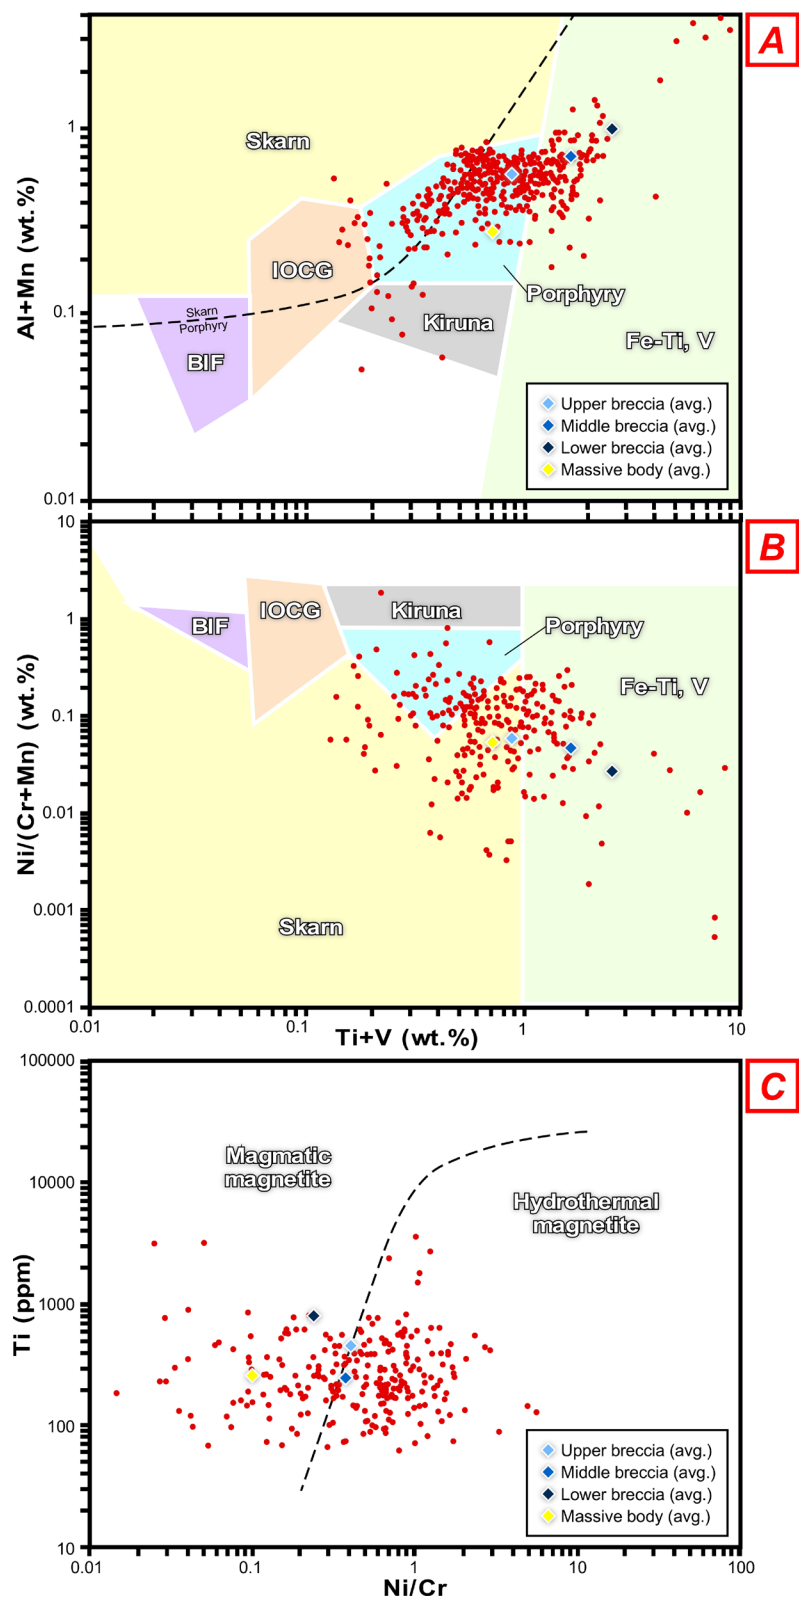 A
Skarn
1
IOCG
Porphyry
Al+Mn (wt.%)
0.1
Skarn
Porphyry
Kiruna
Fe-Ti, V
BIF
Upper breccia (avg.)
Middle breccia (avg.)
Lower breccia (avg.)
Massive body (avg.)
0.01
10
B
IOCG
Kiruna
1
BIF
Porphyry
Fe-Ti, V
0.1
Ni/(Cr+Mn) (wt.%)
0.01
0.001
Skarn
0.0001
0.01
0.1
1
10
Ti+V (wt.%)
100000
C
Magmatic
magnetite
10000
Hydrothermal
magnetite
Ti (ppm)
1000
100
Upper breccia (avg.)
Middle breccia (avg.)
Lower breccia (avg.)
Massive body (avg.)
10
0.01
0.1
1
10
100
Ni/Cr